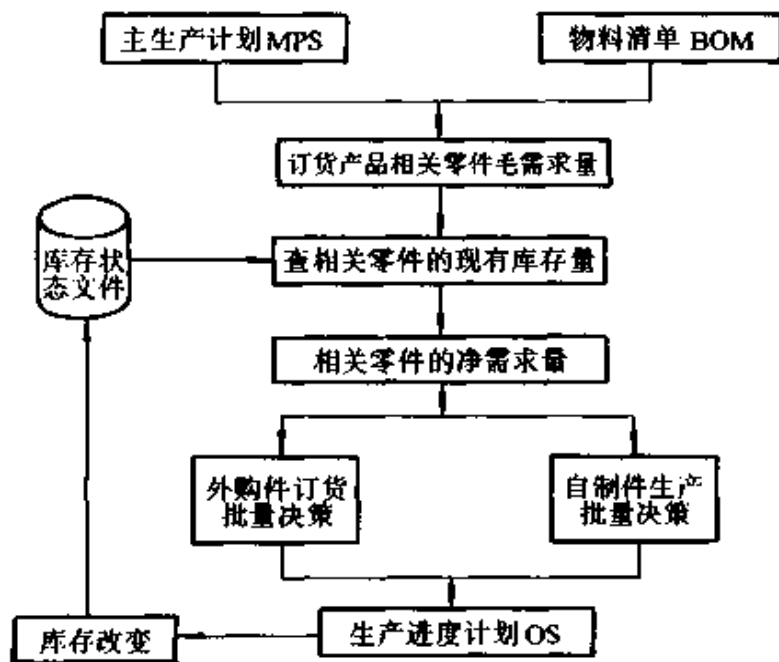 主生产计划MPS
物料清单 BOM
订货产品相关零件毛需求量
库存状
态文件
查相关零件的现有库存量
相关零件的净需求量
外购件订货
批量决策
自制件生产
批量决策
库存改变
生产进度计划OS